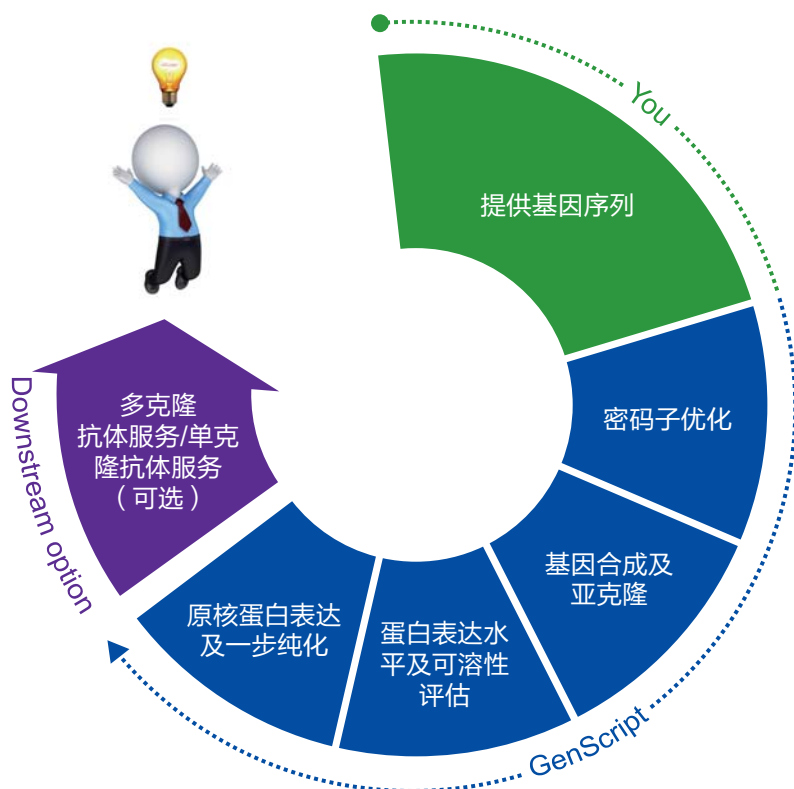 You
提供基因序列
密码子优化
基因合成及
亚克隆
蛋白表达水
平及可溶性
评估
原核蛋白表达
及一步纯化
GenScript
多克隆
抗体服务/单克
隆抗体服务
（可选）
Downstream option